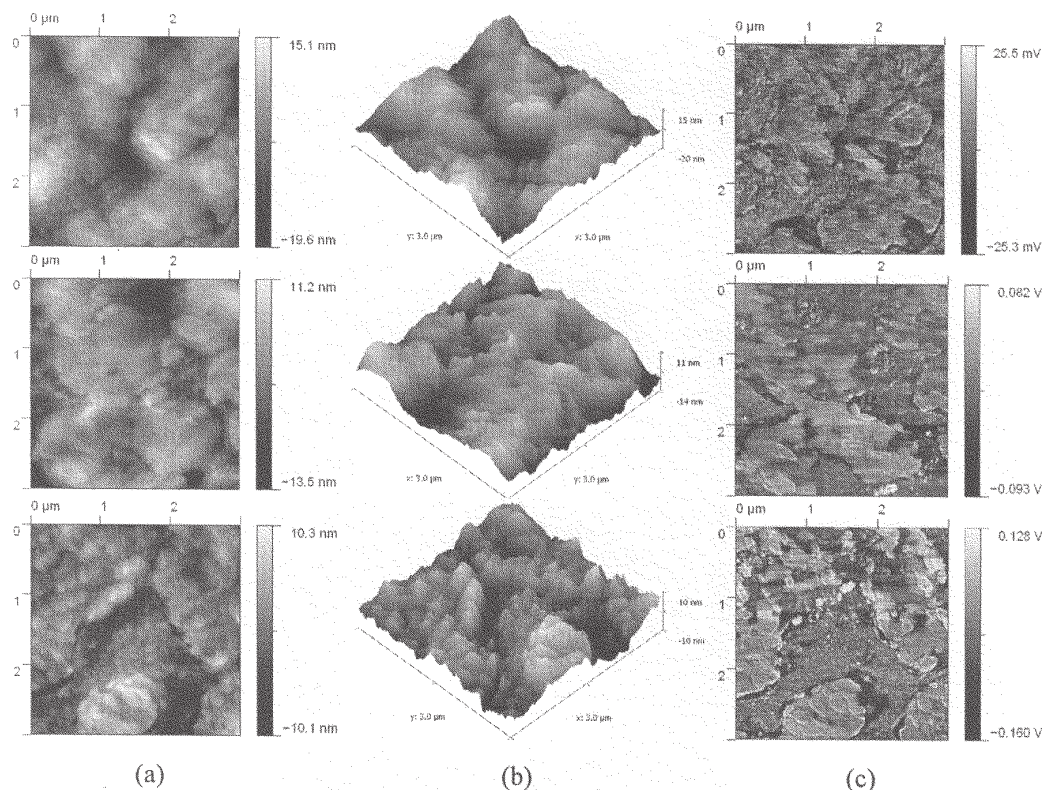 0 µm 1 2
0
1
2
15.1 nm
−19.6 nm
15 nm
-20 nm
y: 3.0 µm
x: 3.0 µm
0 µm 1 2
0
1
2
25.5 mV
−25.3 mV
0 µm 1 2
0
1
2
11.2 nm
−13.5 nm
11 nm
-14 nm
x: 3.0 µm
y: 3.0 µm
0 µm 1 2
0
1
2
0.082 V
−0.093 V
0 µm 1 2
0
1
2
10.3 nm
−10.1 nm
10 nm
-10 nm
y: 3.0 µm
x: 3.0 µm
0 µm 1 2
0
1
2
0.126 V
−0.160 V
(a)
(b)
(c)